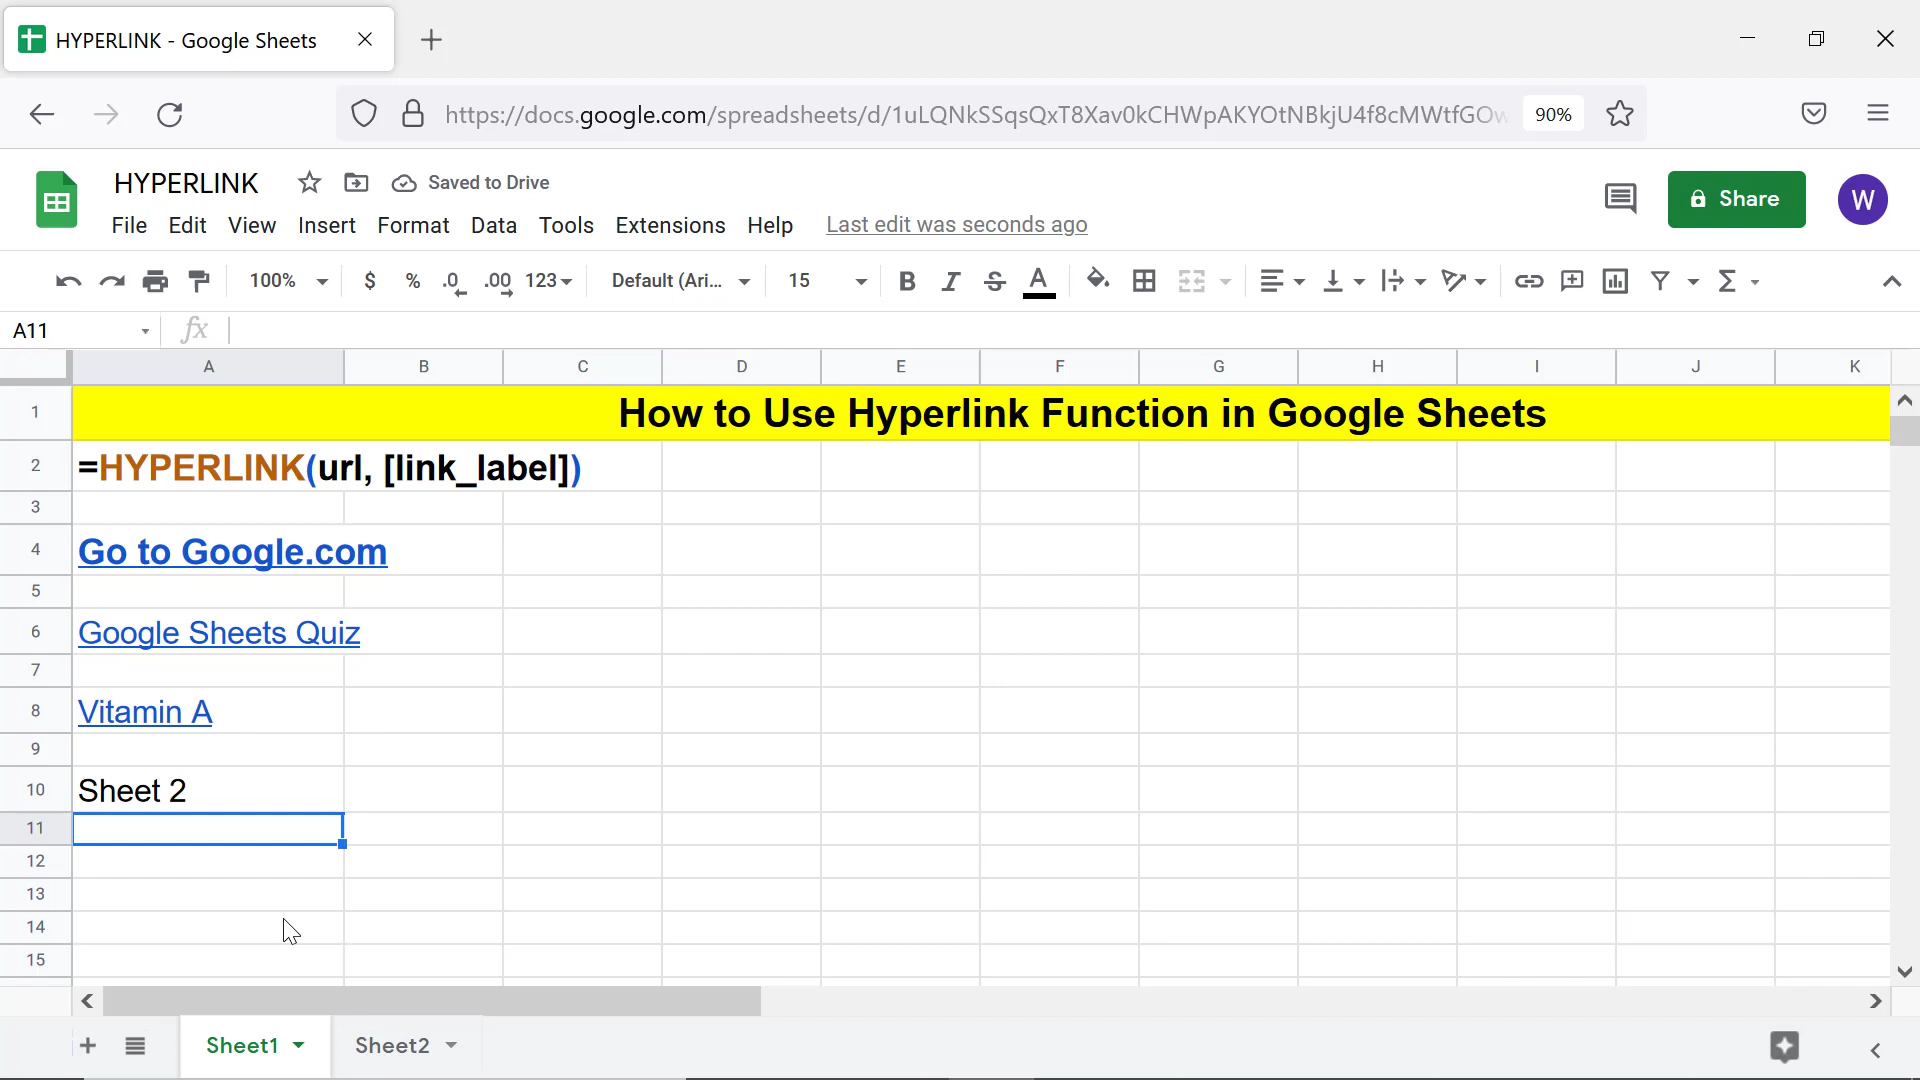 HYPERLINK - Google Sheets
https://docs.google.com/spreadsheets/d/1uLQNkSSqsQxT8Xav0kCHWpAKYOtNBkjU4f8cMWtfGOw
90%
HYPERLINK
Saved to Drive
File Edit View Insert Format Data Tools Extensions Help Last edit was seconds ago
Share
W
100% $ % .0 .00 123 Default (Ari... 15 B I S A Σ
A11 fx
A B C D E F G H I J K
1 How to Use Hyperlink Function in Google Sheets
2 =HYPERLINK(url, [link_label])
3
4 Go to Google.com
5
6 Google Sheets Quiz
7
8 Vitamin A
9
10 Sheet 2
11
12
13
14
15
Sheet1 Sheet2